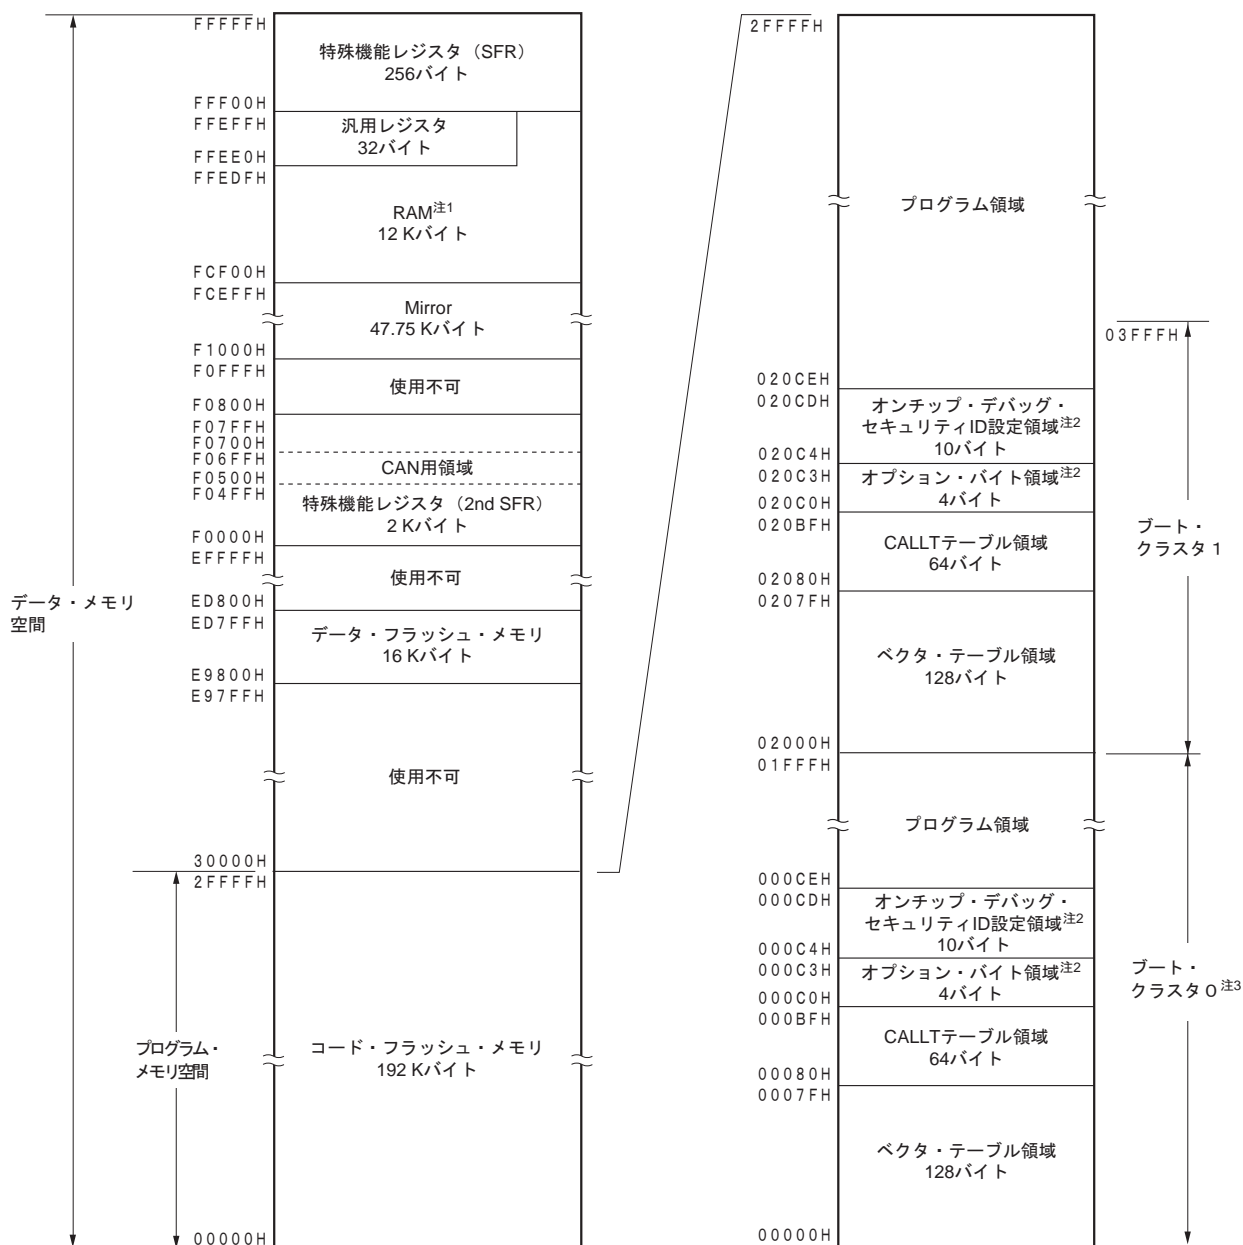 FFFFFH
特殊機能レジスタ（SFR）
256バイト
FFF00H
FFEFFH
汎用レジスタ
32バイト
FFEE0H
FFEDFH
RAM注1
12 Kバイト
FCF00H
FCEFFH
Mirror
47.75 Kバイト
F1000H
F0FFFH
使用不可
F0800H
F07FFH
F0700H
F06FFH
CAN用領域
F0500H
F04FFH
特殊機能レジスタ（2nd SFR）
2 Kバイト
F0000H
EFFFFH
使用不可
ED800H
ED7FFH
データ・フラッシュ・メモリ
16 Kバイト
E9800H
E97FFH
使用不可
30000H
2FFFFH
コード・フラッシュ・メモリ
192 Kバイト
00000H
データ・メモリ
空間
プログラム・
メモリ空間
2FFFFH
プログラム領域
03FFFH
020CEH
020CDH
オンチップ・デバッグ・
セキュリティID設定領域注2
10バイト
020C4H
020C3H
オプション・バイト領域注2
4バイト
020C0H
020BFH
CALLTテーブル領域
64バイト
02080H
0207FH
ベクタ・テーブル領域
128バイト
02000H
01FFFH
ブート・
クラスタ1
プログラム領域
000CEH
000CDH
オンチップ・デバッグ・
セキュリティID設定領域注2
10バイト
000C4H
000C3H
オプション・バイト領域注2
4バイト
000C0H
000BFH
CALLTテーブル領域
64バイト
00080H
0007FH
ベクタ・テーブル領域
128バイト
00000H
ブート・
クラスタ0注3